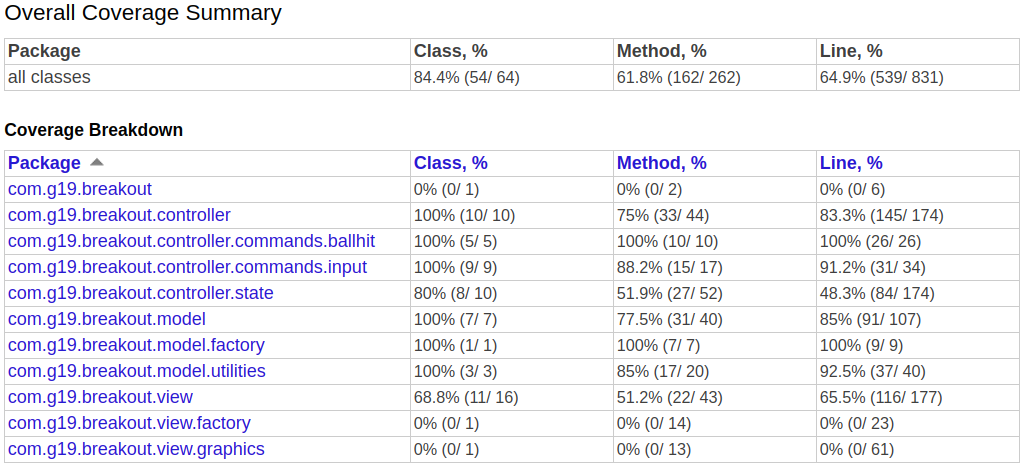 Overall Coverage Summary
Package Class, % Method, % Line, %
all classes 84.4% (54/ 64) 61.8% (162/ 262) 64.9% (539/ 831)
Coverage Breakdown
Package Class, % Method, % Line, %
com.g19.breakout 0% (0/ 1) 0% (0/ 2) 0% (0/ 6)
com.g19.breakout.controller 100% (10/ 10) 75% (33/ 44) 83.3% (145/ 174)
com.g19.breakout.controller.commands.ballhit 100% (5/ 5) 100% (10/ 10) 100% (26/ 26)
com.g19.breakout.controller.commands.input 100% (9/ 9) 88.2% (15/ 17) 91.2% (31/ 34)
com.g19.breakout.controller.state 80% (8/ 10) 51.9% (27/ 52) 48.3% (84/ 174)
com.g19.breakout.model 100% (7/ 7) 77.5% (31/ 40) 85% (91/ 107)
com.g19.breakout.model.factory 100% (1/ 1) 100% (7/ 7) 100% (9/ 9)
com.g19.breakout.model.utilities 100% (3/ 3) 85% (17/ 20) 92.5% (37/ 40)
com.g19.breakout.view 68.8% (11/ 16) 51.2% (22/ 43) 65.5% (116/ 177)
com.g19.breakout.view.factory 0% (0/ 1) 0% (0/ 14) 0% (0/ 23)
com.g19.breakout.view.graphics 0% (0/ 1) 0% (0/ 13) 0% (0/ 61)